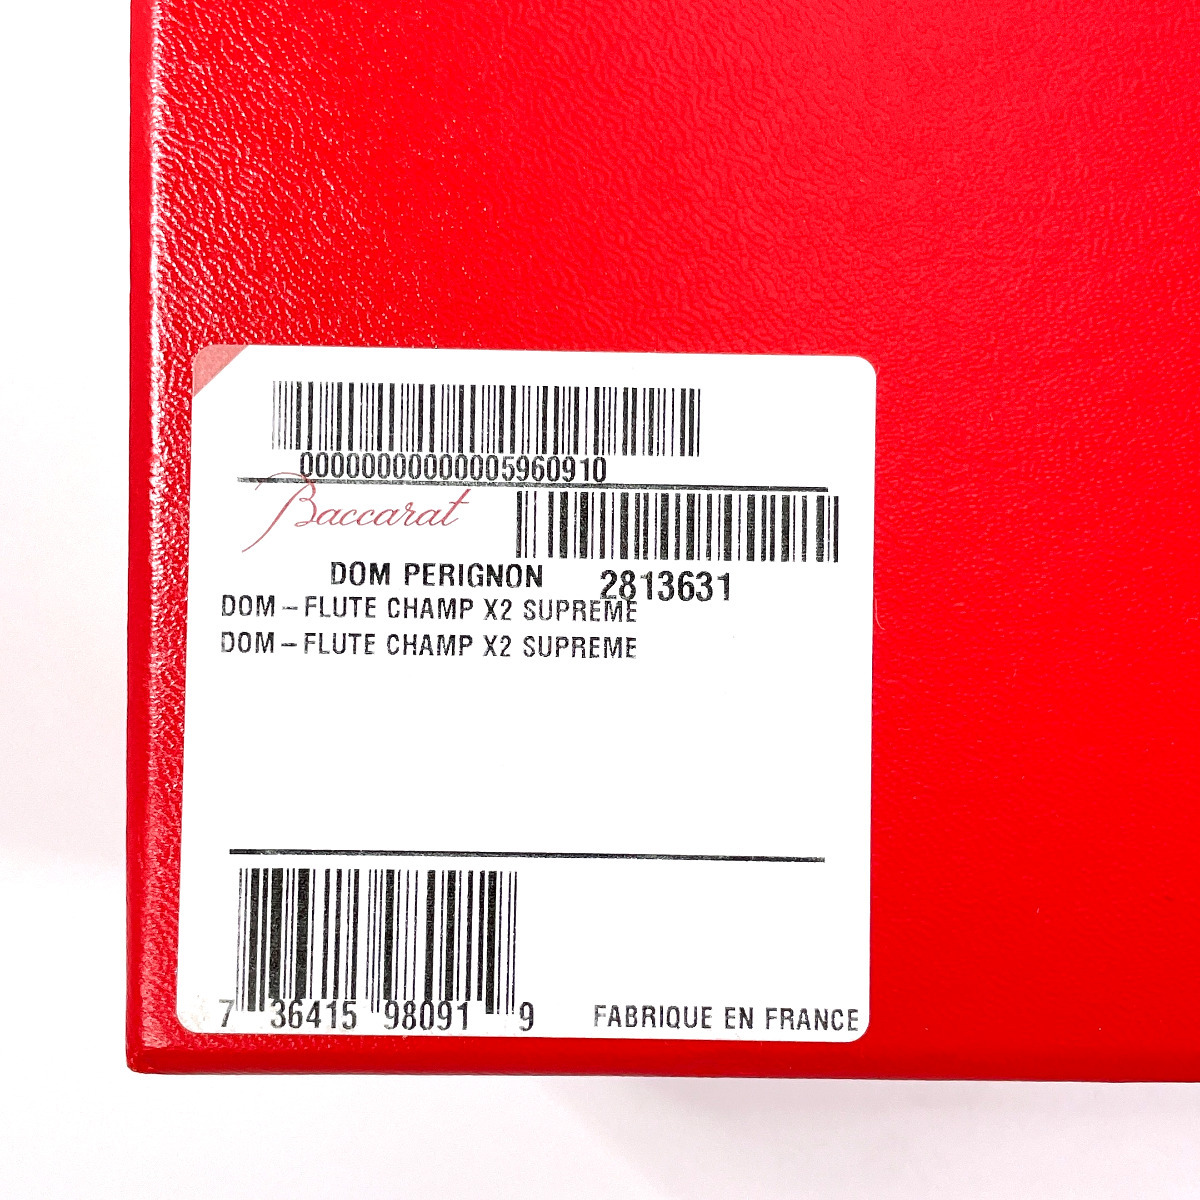 00000000000005960910
Baccarat
DOM PERIGNON 2813631
DOM-FLUTE CHAMP X2 SUPREME
DOM-FLUTE CHAMP X2 SUPREME
7 36415 98091 9 FABRIQUE EN FRANCE